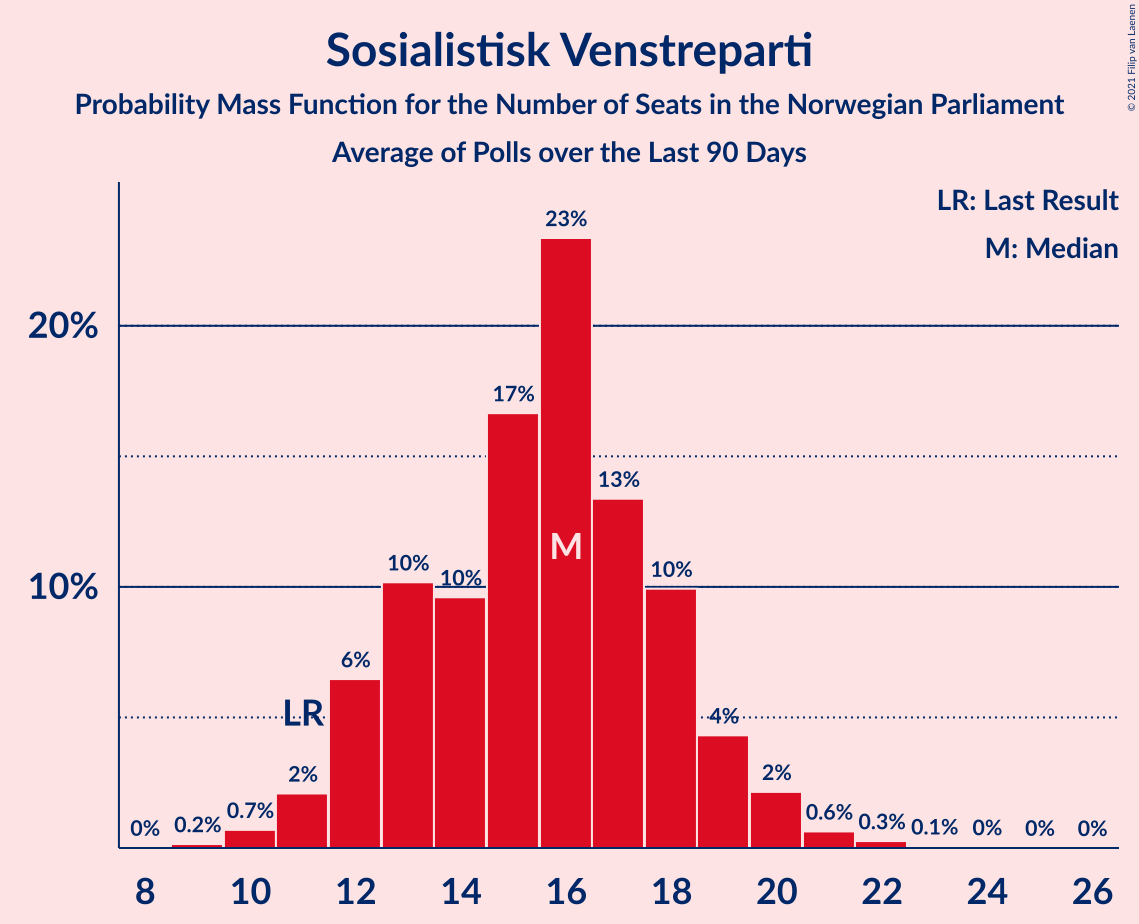 Sosialistisk Venstreparti
Probability Mass Function for the Number of Seats in the Norwegian Parliament
Average of Polls over the Last 90 Days
© 2021 Filip van Laenen
LR: Last Result
M: Median
20%
10%
0%
0.2%
0.7%
2%
LR
6%
10%
10%
17%
23%
M
13%
10%
4%
2%
0.6%
0.3%
0.1%
0%
0%
0%
8 10 12 14 16 18 20 22 24 26